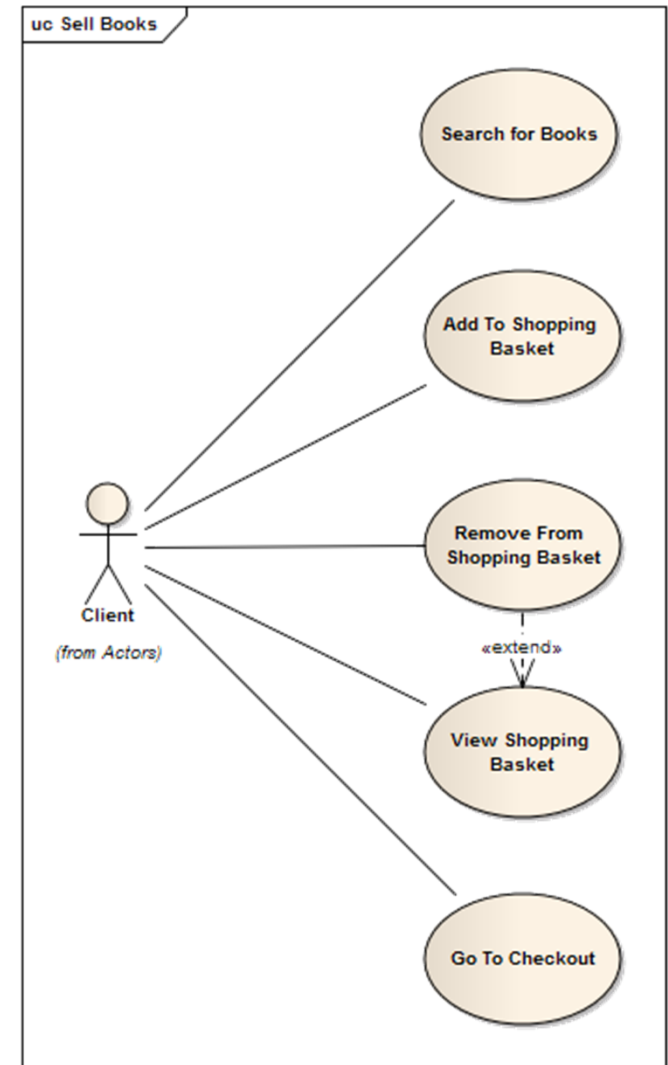 uc Sell Books
Search for Books
Add To Shopping
Basket
Remove From
Shopping Basket
Client
(from Actors)
«extend»
View Shopping
Basket
Go To Checkout